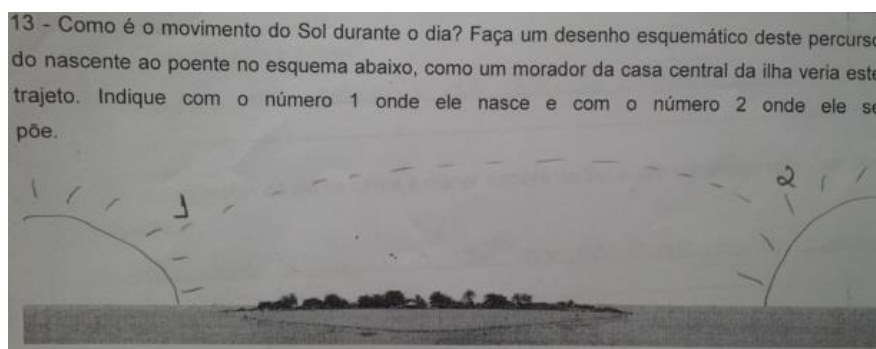 13 - Como é o movimento do Sol durante o dia? Faça um desenho esquemático deste percurso
do nascente ao poente no esquema abaixo, como um morador da casa central da ilha veria este
trajeto. Indique com o número 1 onde ele nasce e com o número 2 onde ele se
põe.
1
2